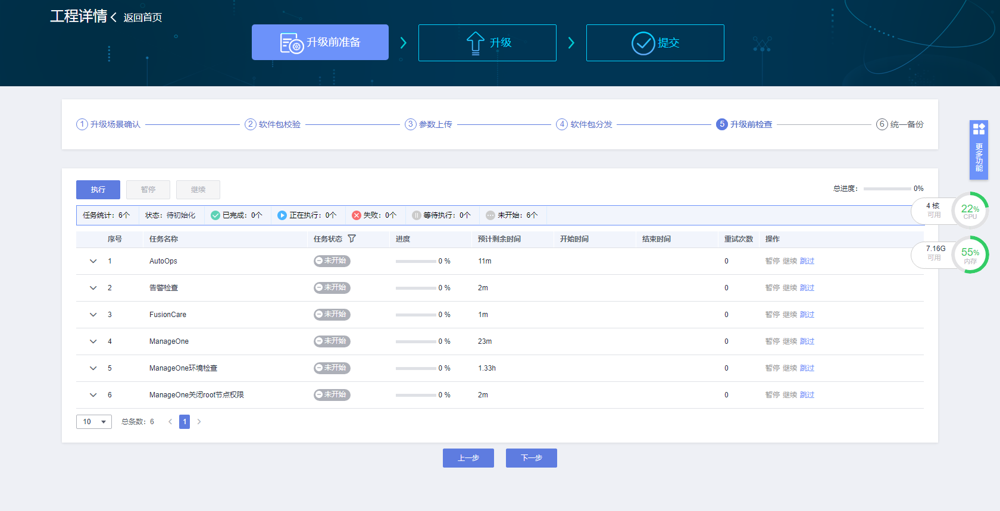 工程详情 返回首页
升级前准备 升级 提交
1 升级场景确认 2 软件包校验 3 参数上传 4 软件包分发 5 升级前检查 6 统一备份
更多功能
执行 暂停 继续 总进度： 0%
任务统计：6个 状态：待初始化 已完成：0个 正在执行：0个 失败：0个 等待执行：0个 未开始：6个
4 核 可用 22% CPU
序号 任务名称 任务状态 进度 预计剩余时间 开始时间 结束时间 重试次数 操作
7.16G 可用 55% 内存
1 AutoOps 未开始 0 % 11m 0 暂停 继续 跳过
2 告警检查 未开始 0 % 2m 0 暂停 继续 跳过
3 FusionCare 未开始 0 % 1m 0 暂停 继续 跳过
4 ManageOne 未开始 0 % 23m 0 暂停 继续 跳过
5 ManageOne环境检查 未开始 0 % 1.33h 0 暂停 继续 跳过
6 ManageOne关闭root节点权限 未开始 0 % 2m 0 暂停 继续 跳过
10 总条数：6 1
上一步 下一步